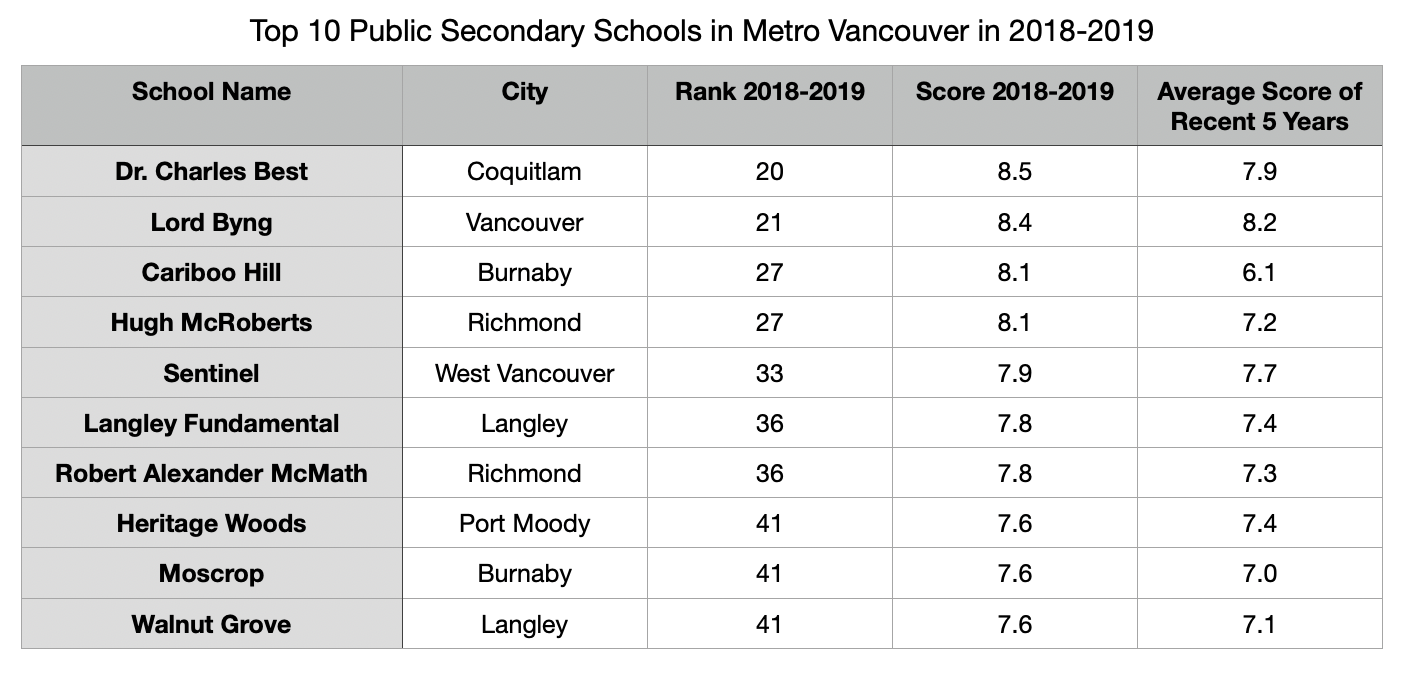 Top 10 Public Secondary Schools in Metro Vancouver in 2018-2019
School Name City Rank 2018-2019 Score 2018-2019 Average Score of
Recent 5 Years
Dr. Charles Best Coquitlam 20 8.5 7.9
Lord Byng Vancouver 21 8.4 8.2
Cariboo Hill Burnaby 27 8.1 6.1
Hugh McRoberts Richmond 27 8.1 7.2
Sentinel West Vancouver 33 7.9 7.7
Langley Fundamental Langley 36 7.8 7.4
Robert Alexander McMath Richmond 36 7.8 7.3
Heritage Woods Port Moody 41 7.6 7.4
Moscrop Burnaby 41 7.6 7.0
Walnut Grove Langley 41 7.6 7.1